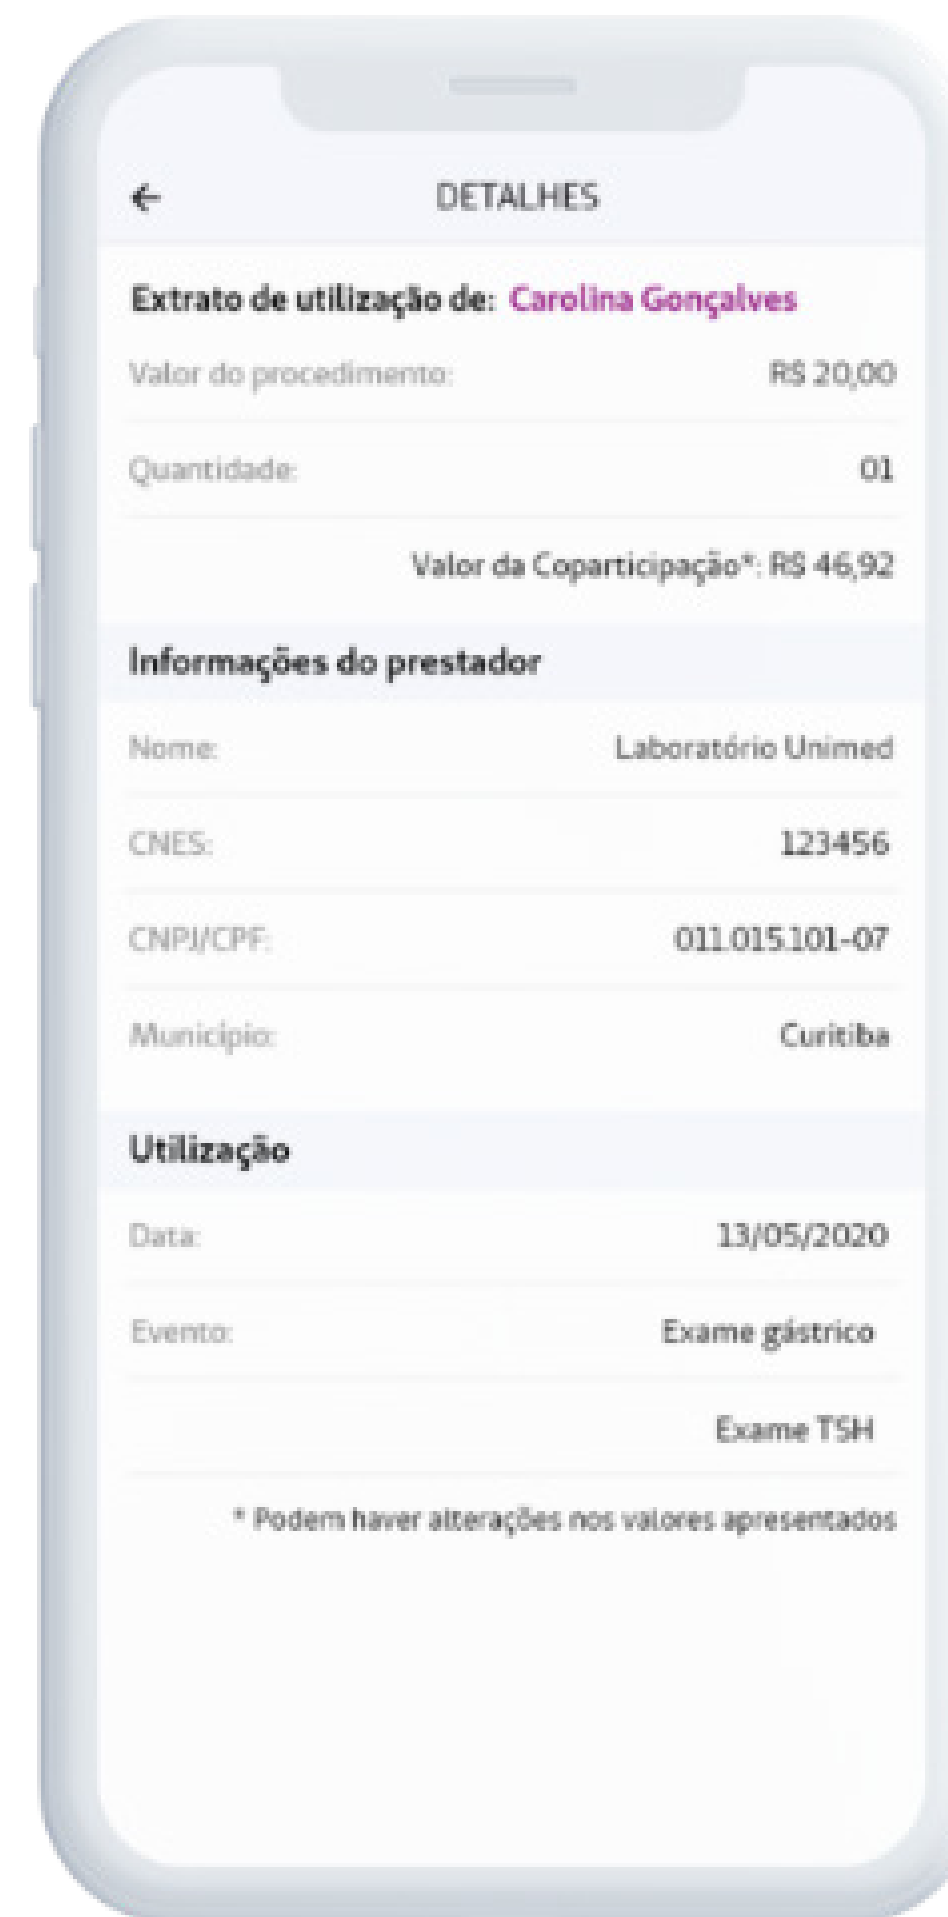 DETALHES
Extrato de utilização de: Carolina Gonçalves
Valor do procedimento: R$ 20,00
Quantidade: 01
Valor da Coparticipação*: R$ 46,92
Informações do prestador
Nome: Laboratório Unimed
CNES: 123456
CNPJ/CPF: 011.015.101-07
Município: Curitiba
Utilização
Data: 13/05/2020
Evento: Exame gástrico
Exame TSH
* Podem haver alterações nos valores apresentados